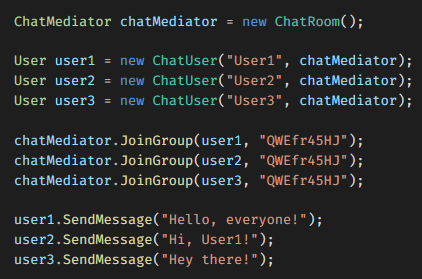 ChatMediator chatMediator = new ChatRoom();
User user1 = new ChatUser("User1", chatMediator);
User user2 = new ChatUser("User2", chatMediator);
User user3 = new ChatUser("User3", chatMediator);
chatMediator.JoinGroup(user1, "QWEfr45HJ");
chatMediator.JoinGroup(user2, "QWEfr45HJ");
chatMediator.JoinGroup(user3, "QWEfr45HJ");
user1.SendMessage("Hello, everyone!");
user2.SendMessage("Hi, User1!");
user3.SendMessage("Hey there!");